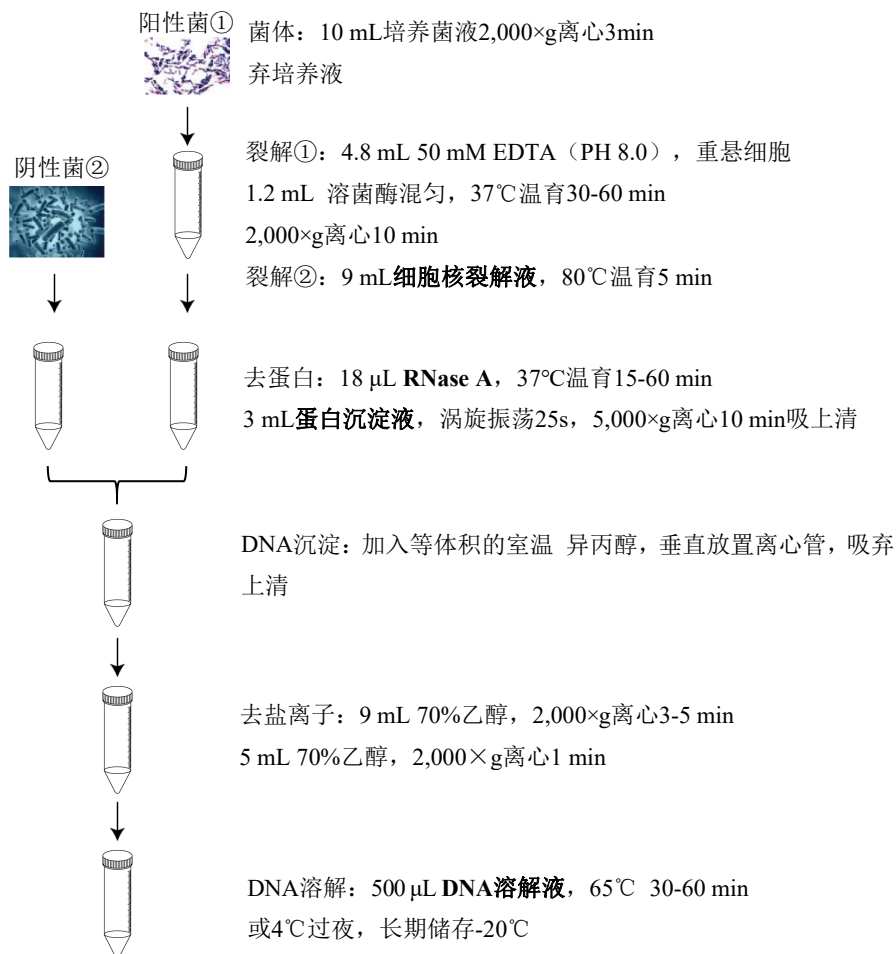 阳性菌①
菌体：10 mL培养菌液2,000×g离心3min
弃培养液
阴性菌②
裂解①：4.8 mL 50 mM EDTA（PH 8.0），重悬细胞
1.2 mL 溶菌酶混匀，37℃温育30-60 min
2,000×g离心10 min
裂解②：9 mL细胞核裂解液，80℃温育5 min
去蛋白：18 μL RNase A，37°C温育15-60 min
3 mL蛋白沉淀液，涡旋振荡25s，5,000×g离心10 min吸上清
DNA沉淀：加入等体积的室温 异丙醇，垂直放置离心管，吸弃
上清
去盐离子：9 mL 70%乙醇，2,000×g离心3-5 min
5 mL 70%乙醇，2,000×g离心1 min
DNA溶解：500 μL DNA溶解液，65℃ 30-60 min
或4℃过夜，长期储存-20℃